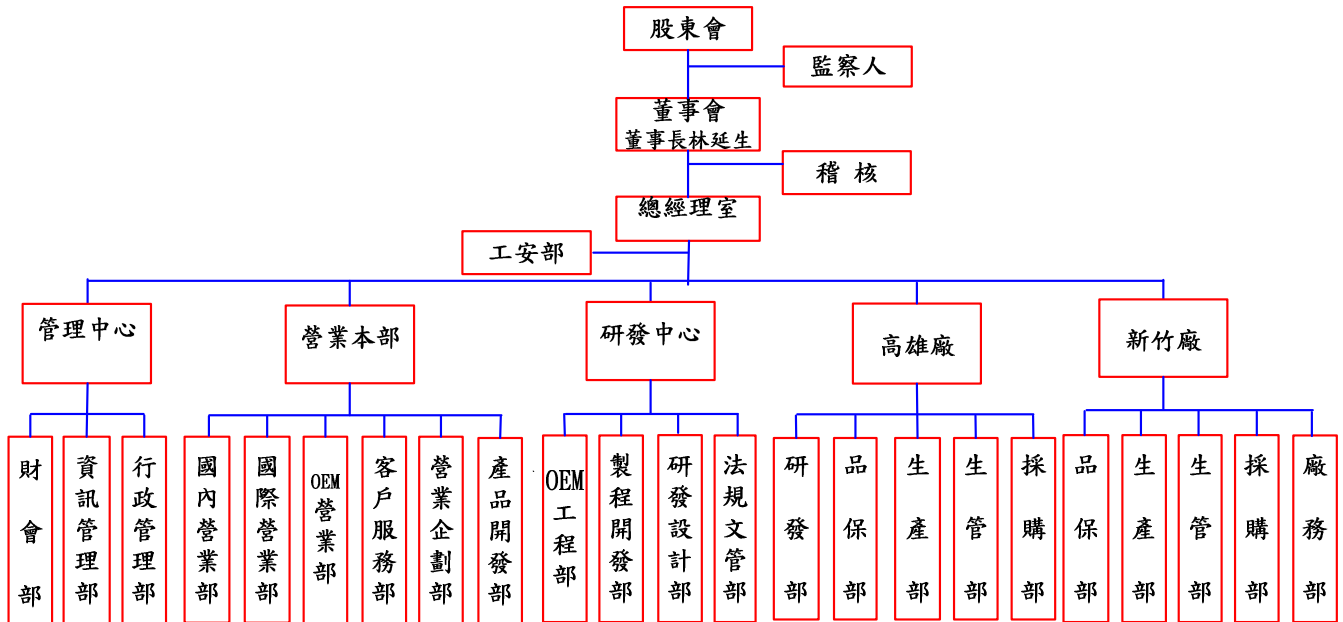 股東會
監察人
董事會
董事長林延生
稽 核
總經理室
工安部
管理中心
營業本部
研發中心
高雄廠
新竹廠
財會部
資訊管理部
行政管理部
國內營業部
國際營業部
OEM營業部
客戶服務部
營業企劃部
產品開發部
OEM工程部
製程開發部
研發設計部
法規文管部
研發部
品保部
生產部
生管部
採購部
品保部
生產部
生管部
採購部
廠務部